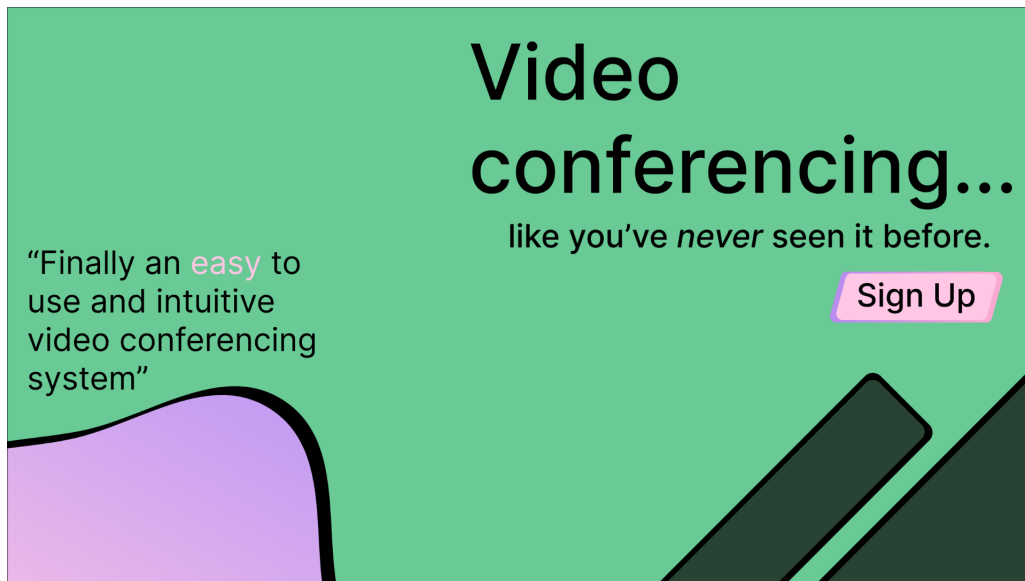 Video
conferencing...
like you’ve never seen it before.
Sign Up
“Finally an easy to
use and intuitive
video conferencing
system”